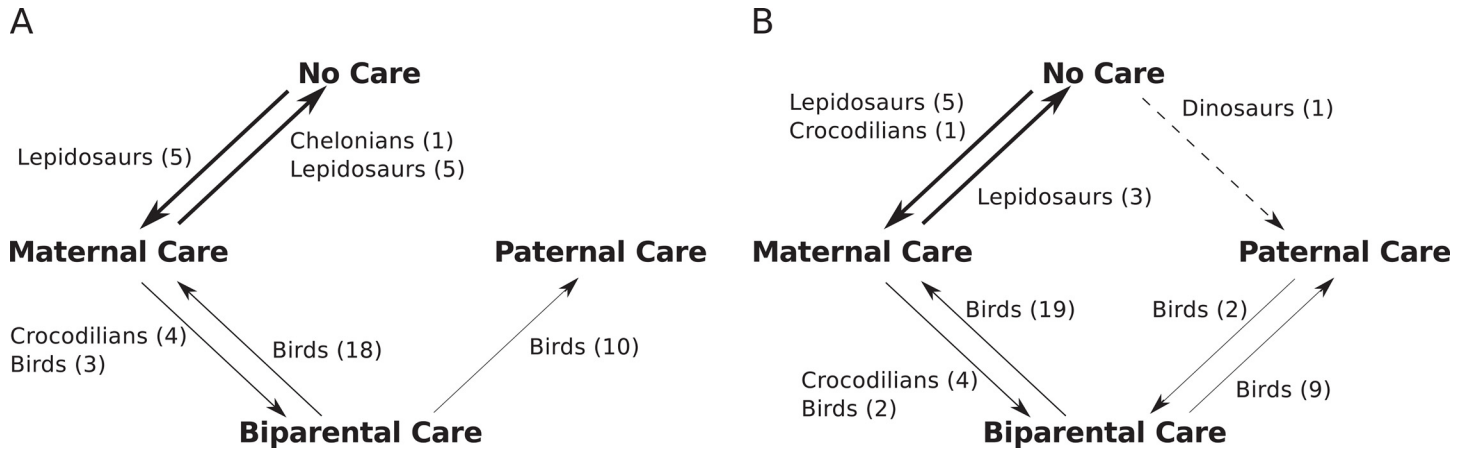 A
No Care
Lepidosaurs (5)
Chelonians (1)
Lepidosaurs (5)
Maternal Care
Paternal Care
Crocodilians (4)
Birds (3)
Birds (18)
Birds (10)
Biparental Care
B
No Care
Lepidosaurs (5)
Crocodilians (1)
Dinosaurs (1)
Lepidosaurs (3)
Maternal Care
Paternal Care
Birds (19)
Birds (2)
Crocodilians (4)
Birds (2)
Birds (9)
Biparental Care